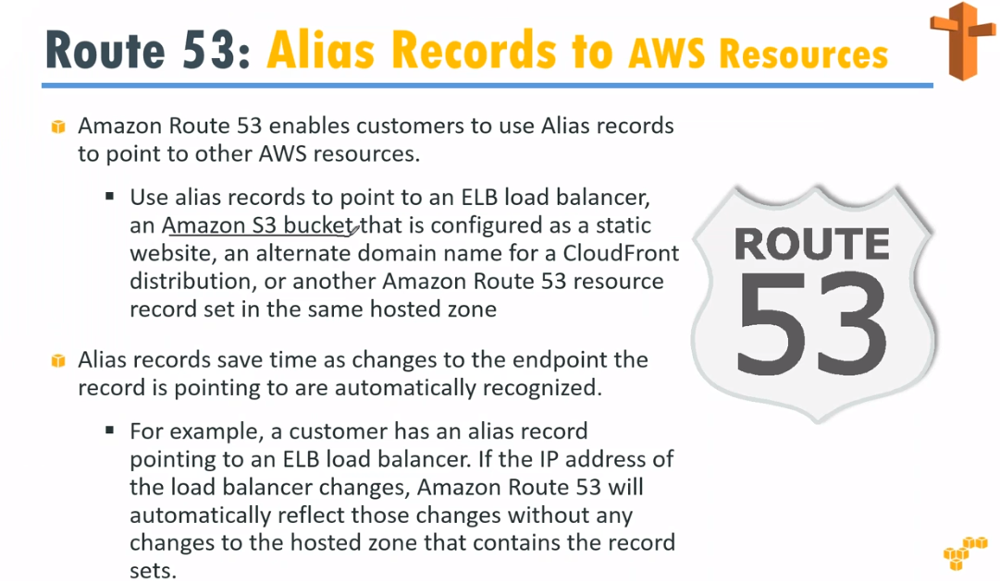 Route 53: Alias Records to AWS Resources
Amazon Route 53 enables customers to use Alias records
to point to other AWS resources.
Use alias records to point to an ELB load balancer,
an Amazon S3 bucket that is configured as a static
website, an alternate domain name for a CloudFront
distribution, or another Amazon Route 53 resource
record set in the same hosted zone
Alias records save time as changes to the endpoint the
record is pointing to are automatically recognized.
For example, a customer has an alias record
pointing to an ELB load balancer. If the IP address of
the load balancer changes, Amazon Route 53 will
automatically reflect those changes without any
changes to the hosted zone that contains the record
sets.
ROUTE
53